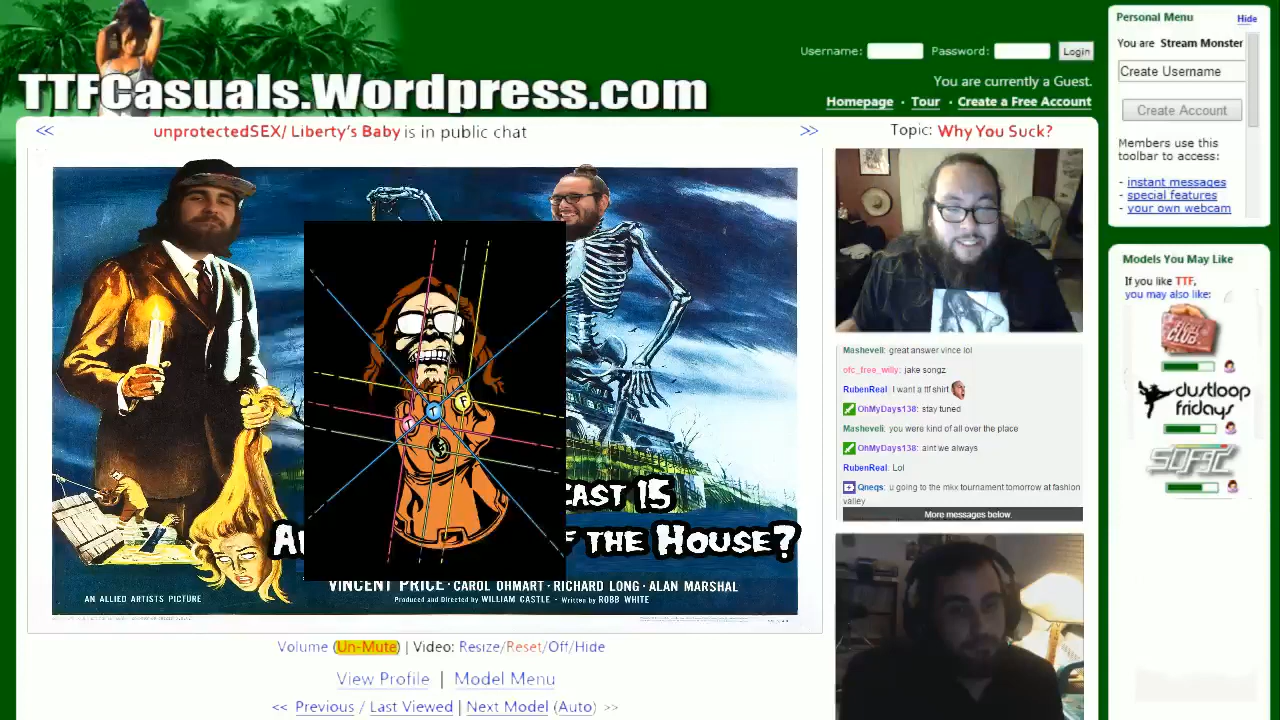 TTFCasuals.Wordpress.com
Username:
Password:
Login
You are currently a Guest.
Homepage · Tour · Create a Free Account
<< unprotectedSEX/ Liberty's Baby is in public chat >>
Topic: Why You Suck?
CAST 15
F THE HOUSE?
VINCENT PRICE · CAROL OHMART · RICHARD LONG · ALAN MARSHAL
AN ALLIED ARTISTS PICTURE
Produced and Directed by WILLIAM CASTLE · Written by ROBB WHITE
T
T
F
Volume (Un-Mute) | Video: Resize/Reset/Off/Hide
View Profile | Model Menu
<< Previous / Last Viewed | Next Model (Auto) >>
Masheveli: great answer vince lol
ofc_free_willy: jake songz
RubenReal: I want a ttf shirt
OhMyDays138: stay tuned
Masheveli: you were kind of all over the place
OhMyDays138: aint we always
RubenReal: Lol
Qneqs: u going to the mkx tournament tomorrow at fashion
valley
More messages below.
Personal Menu
Hide
You are Stream Monster
Create Username
Create Account
Members use this
toolbar to access:
- instant messages
- special features
- your own webcam
Models You May Like
If you like TTF,
you may also like:
CLUB
dustloop
fridays